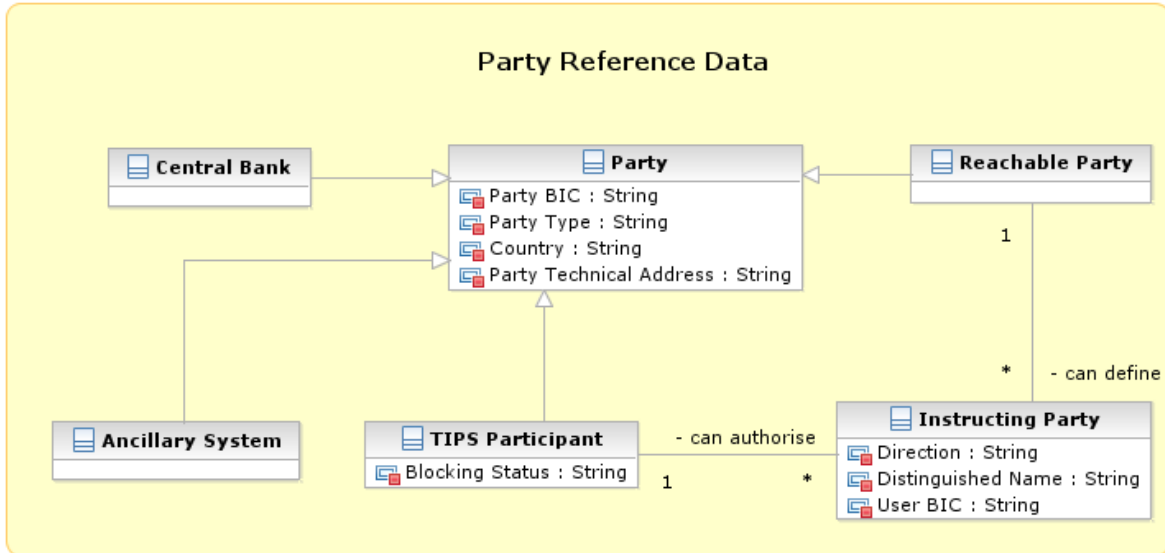 Party Reference Data
Central Bank
Party
Party BIC : String
Party Type : String
Country : String
Party Technical Address : String
Reachable Party
1
* - can define
Ancillary System
TIPS Participant
Blocking Status : String
- can authorise
1 *
Instructing Party
Direction : String
Distinguished Name : String
User BIC : String